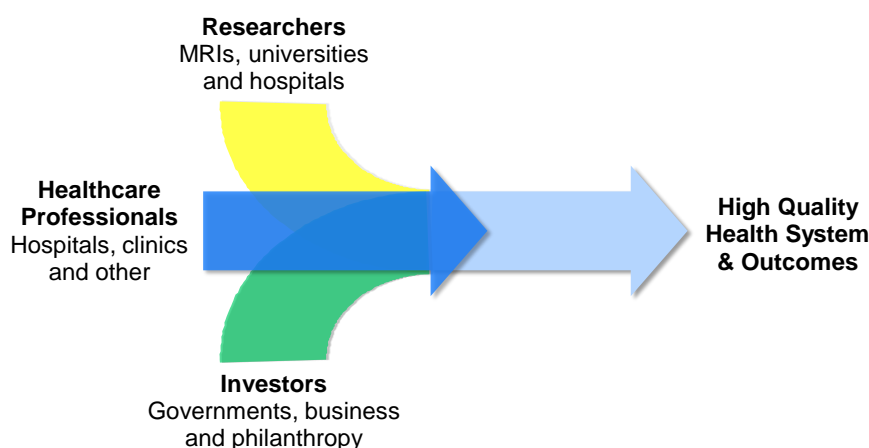 Researchers
MRIs, universities
and hospitals
Healthcare
Professionals
Hospitals, clinics
and other
High Quality
Health System
& Outcomes
Investors
Governments, business
and philanthropy